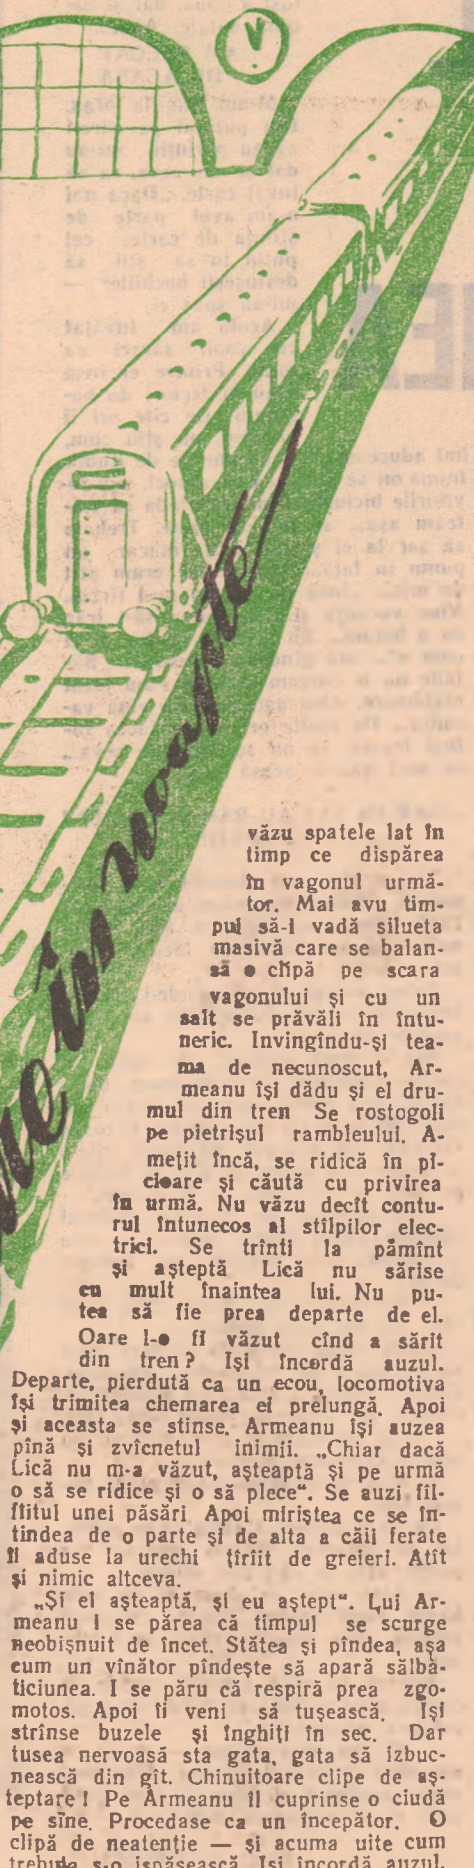 V
ne în noapte
văzu spatele lat în
timp ce dispărea
în vagonul urmă-
tor. Mai avu tim-
pul să-i vadă silueta
masivă care se balan-
să o clipă pe scara
vagonului și cu un
salt se prăvăli în întu-
neric. Invingîndu-și tea-
ma de necunoscut, Ar-
meanu își dădu și el dru-
mul din tren Se rostogoli
pe pietrișul rambleului. A-
mețit încă, se ridică în pi-
cioare și căută cu privirea
în urmă. Nu văzu decît contu-
rul întunecos al stîlpilor elec-
trici. Se trînti la pămînt
și așteptă Lică nu sărise
cu mult înaintea lui. Nu pu-
tea să fie prea departe de el.
Oare l-o fi văzut cînd a sărit
din tren? Iși încordă auzul.
Departe, pierdută ca un ecou, locomotiva
își trimitea chemarea ei prelungă. Apoi
și aceasta se stinse. Armeanu își auzea
pînă și zvîcnetul inimii. „Chiar dacă
Lică nu m-a văzut, așteaptă și pe urmă
o să se ridice și o să plece“. Se auzi fîl-
fîitul unei păsări Apoi miriștea ce se în-
tindea de o parte și de alta a căii ferate
îi aduse la urechi țîrîit de greieri. Atît
și nimic altceva.
„Și el așteaptă, și eu aștept“. Lui Ar-
meanu i se părea că timpul se scurge
neobișnuit de încet. Stătea și pîndea, așa
cum un vînător pîndește să apară sălbă-
ticiunea. I se păru că respiră prea zgo-
motos. Apoi îi veni să tușească. Iși
strînse buzele și înghiți în sec. Dar
tusea nervoasă sta gata, gata să izbuc-
nească din gît. Chinuitoare clipe de aș-
teptare! Pe Armeanu îl cuprinse o ciudă
pe sine. Procedase ca un începător. O
clipă de neatenție — și acuma uite cum
trebuia s-o ispășească. Iși încordă auzul.